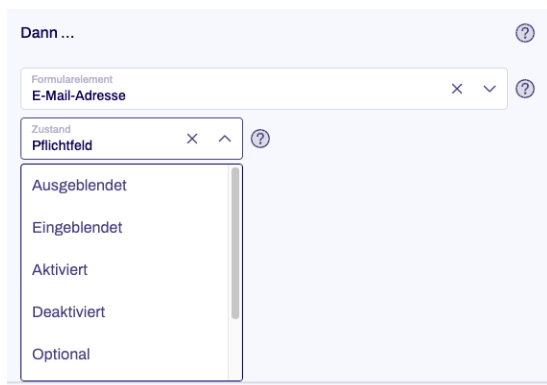 Dann ...
?
Formularelement
E-Mail-Adresse
?
Zustand
Pflichtfeld
?
Ausgeblendet
Eingeblendet
Aktiviert
Deaktiviert
Optional